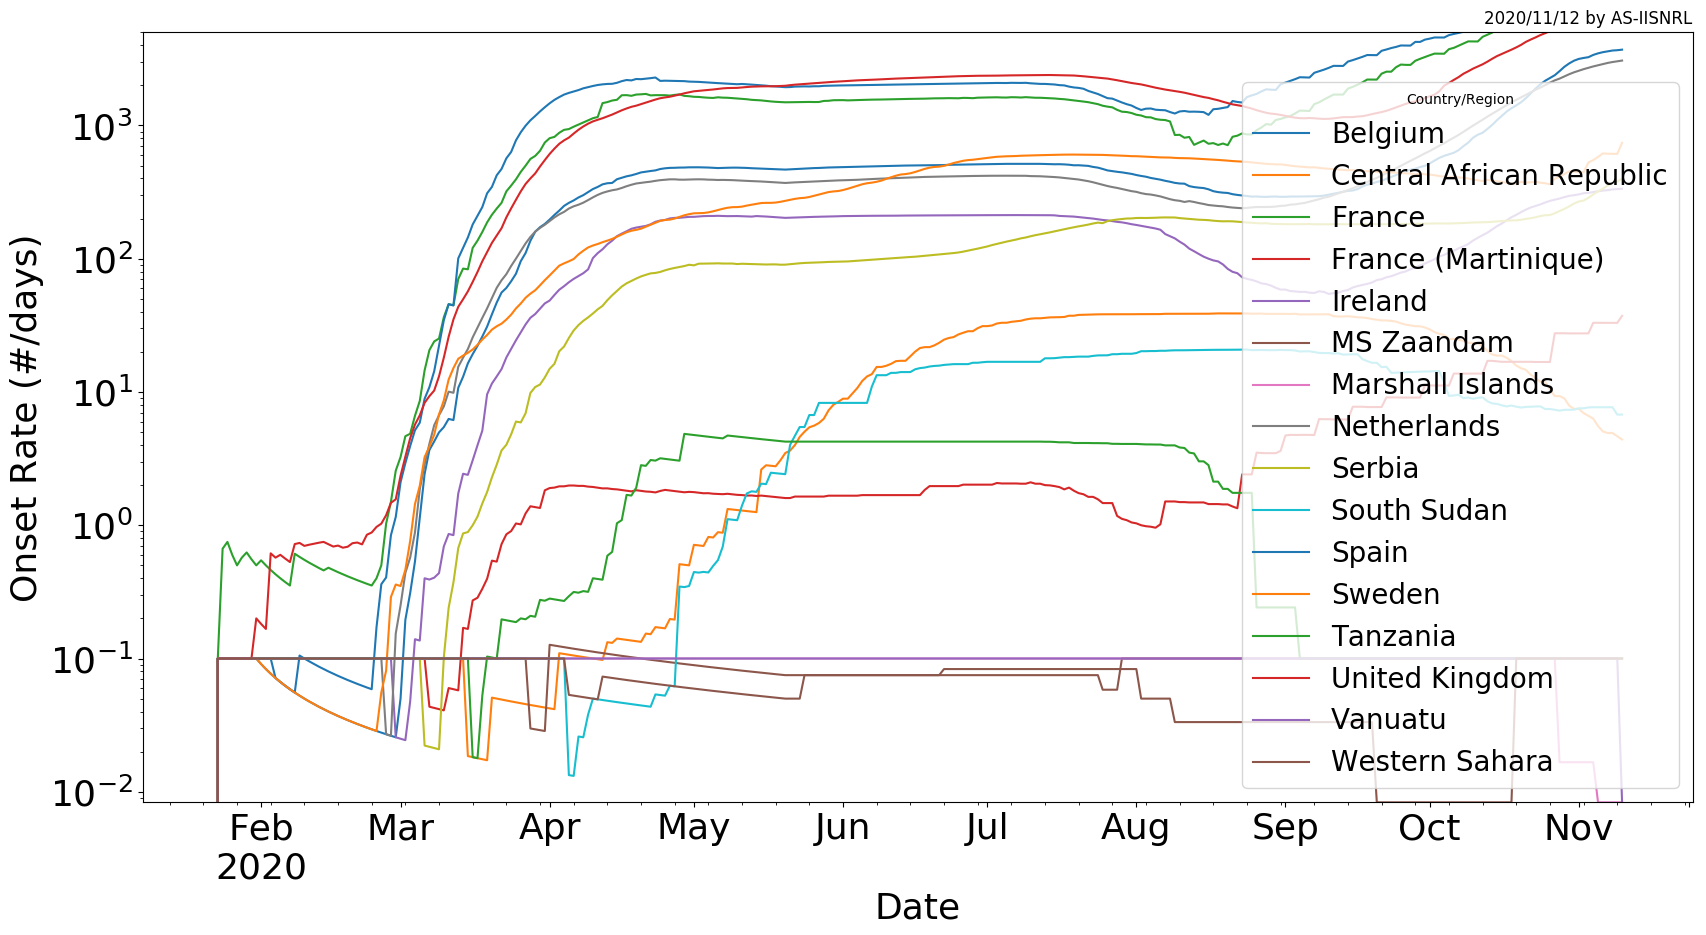 2020/11/12 by AS-IISNRL
Onset Rate (#/days)
10^3
10^2
10^1
10^0
10^-1
10^-2
Country/Region
Belgium
Central African Republic
France
France (Martinique)
Ireland
MS Zaandam
Marshall Islands
Netherlands
Serbia
South Sudan
Spain
Sweden
Tanzania
United Kingdom
Vanuatu
Western Sahara
Feb Mar Apr May Jun Jul Aug Sep Oct Nov
2020
Date